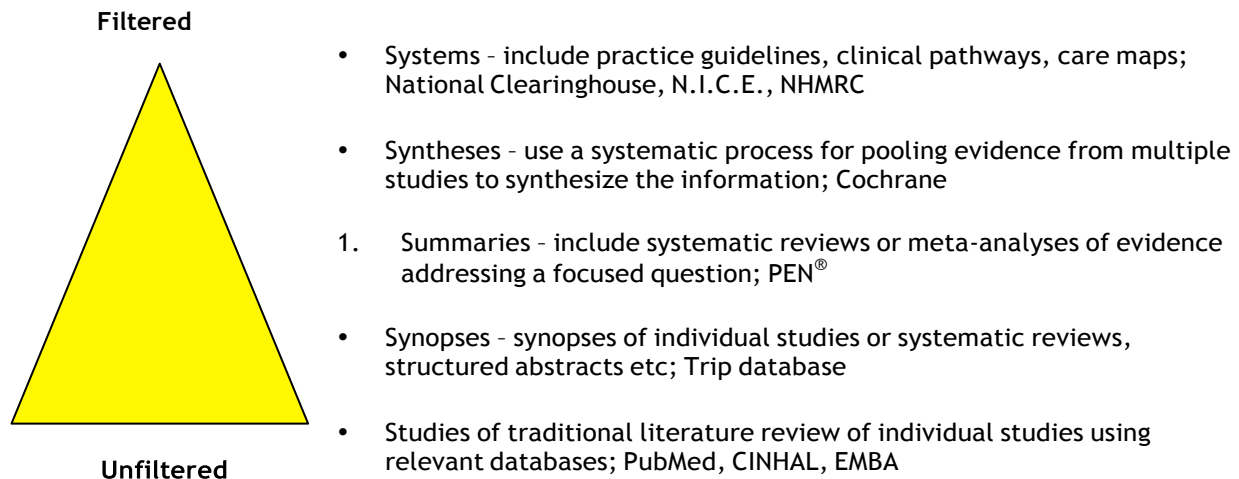 Filtered
• Systems – include practice guidelines, clinical pathways, care maps;
National Clearinghouse, N.I.C.E., NHMRC
• Syntheses – use a systematic process for pooling evidence from multiple
studies to synthesize the information; Cochrane
1. Summaries – include systematic reviews or meta-analyses of evidence
addressing a focused question; PEN®
• Synopses – synopses of individual studies or systematic reviews,
structured abstracts etc; Trip database
• Studies of traditional literature review of individual studies using
relevant databases; PubMed, CINHAL, EMBA
Unfiltered